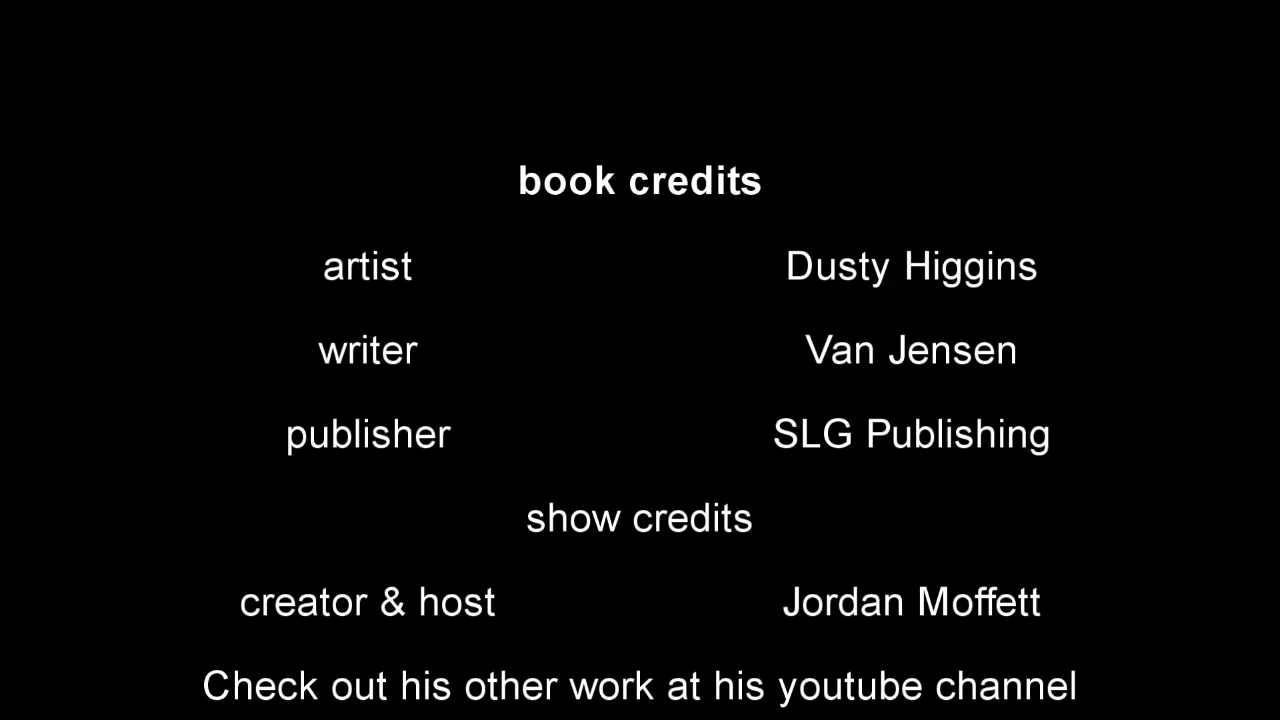 book credits
artist Dusty Higgins
writer Van Jensen
publisher SLG Publishing
show credits
creator & host Jordan Moffett
Check out his other work at his youtube channel